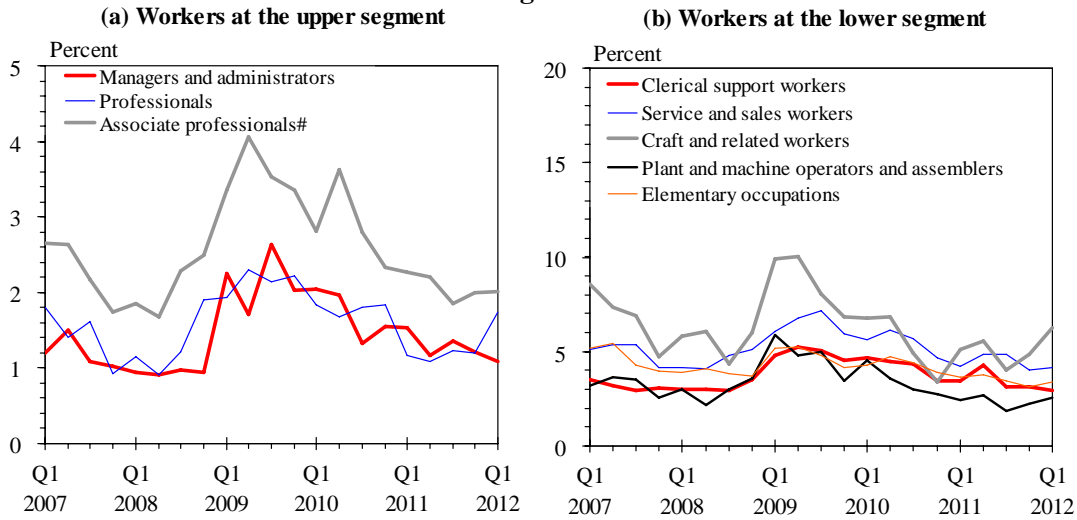 (a) Workers at the upper segment
Percent
5
4
3
2
1
0
Managers and administrators
Professionals
Associate professionals#
Q1 Q1 Q1 Q1 Q1 Q1
2007 2008 2009 2010 2011 2012
(b) Workers at the lower segment
Percent
20
15
10
5
0
Clerical support workers
Service and sales workers
Craft and related workers
Plant and machine operators and assemblers
Elementary occupations
Q1 Q1 Q1 Q1 Q1 Q1
2007 2008 2009 2010 2011 2012